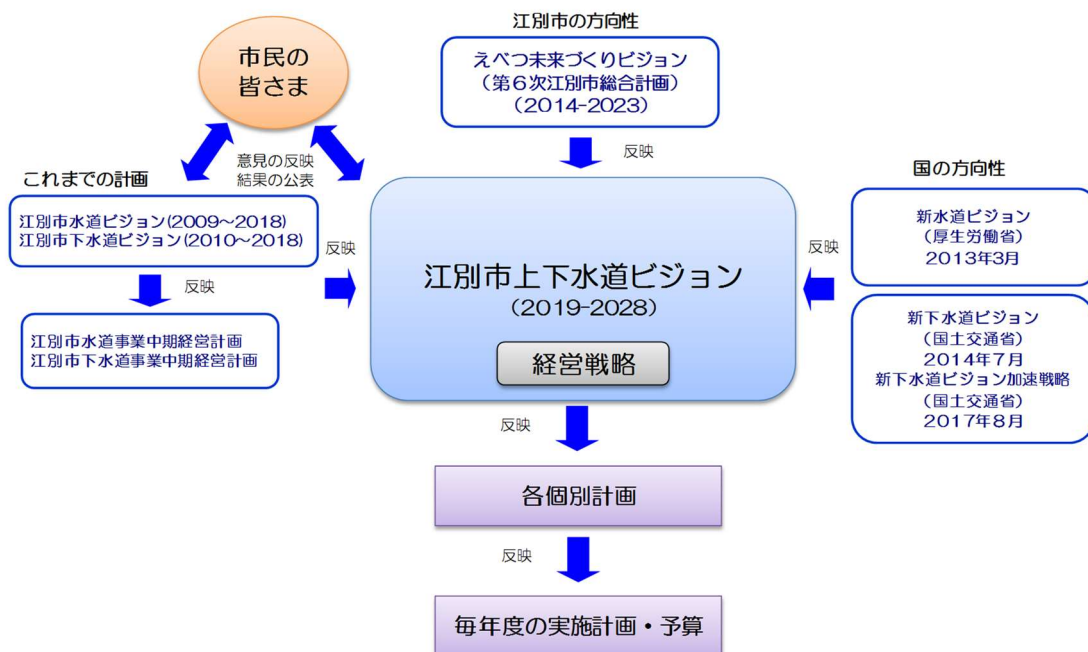 市民の
皆さま
江別市の方向性
えべつ未来づくりビジョン
（第６次江別市総合計画）
（2014-2023）
反映
意見の反映
結果の公表
これまでの計画
江別市水道ビジョン(2009～2018)
江別市下水道ビジョン(2010～2018)
反映
反映
江別市水道事業中期経営計画
江別市下水道事業中期経営計画
江別市上下水道ビジョン
（2019-2028）
経営戦略
国の方向性
反映
新水道ビジョン
（厚生労働省）
2013年3月
新下水道ビジョン
（国土交通省）
2014年7月
新下水道ビジョン加速戦略
（国土交通省）
2017年8月
反映
各個別計画
反映
毎年度の実施計画・予算